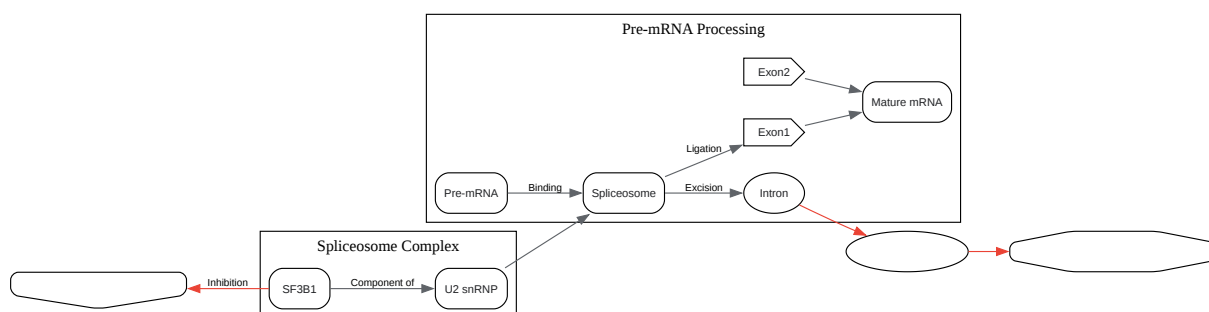 Pre-mRNA Processing
Exon2
Mature mRNA
Exon1
Ligation
Pre-mRNA
Binding
Spliceosome
Excision
Intron
Spliceosome Complex
Inhibition
SF3B1
Component of
U2 snRNP